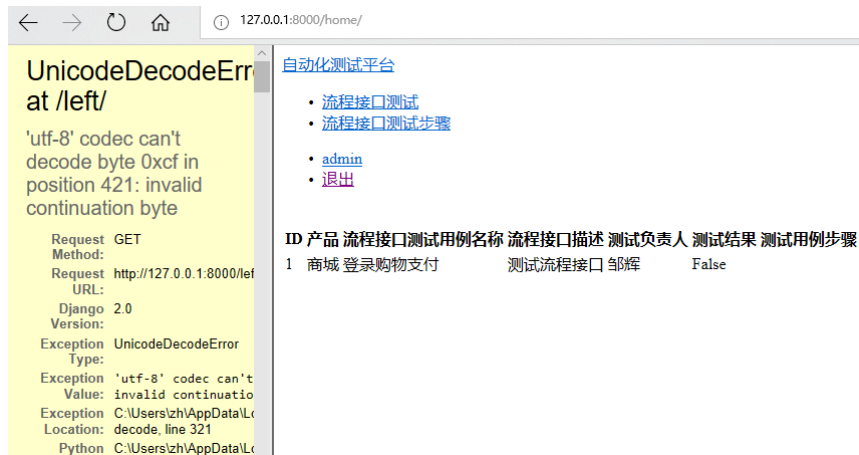 127.0.0.1:8000/home/
UnicodeDecodeErr
at /left/
'utf-8' codec can't
decode byte 0xcf in
position 421: invalid
continuation byte
Request Method: GET
Request URL: http://127.0.0.1:8000/lef
Django Version: 2.0
Exception Type: UnicodeDecodeError
Exception Value: 'utf-8' codec can't
invalid continuatio
Exception Location: C:\Users\zh\AppData\Lo
decode, line 321
Python C:\Users\zh\AppData\Lo
自动化测试平台
• 流程接口测试
• 流程接口测试步骤
• admin
• 退出
ID 产品 流程接口测试用例名称 流程接口描述 测试负责人 测试结果 测试用例步骤
1 商城 登录购物支付 测试流程接口 邹辉 False